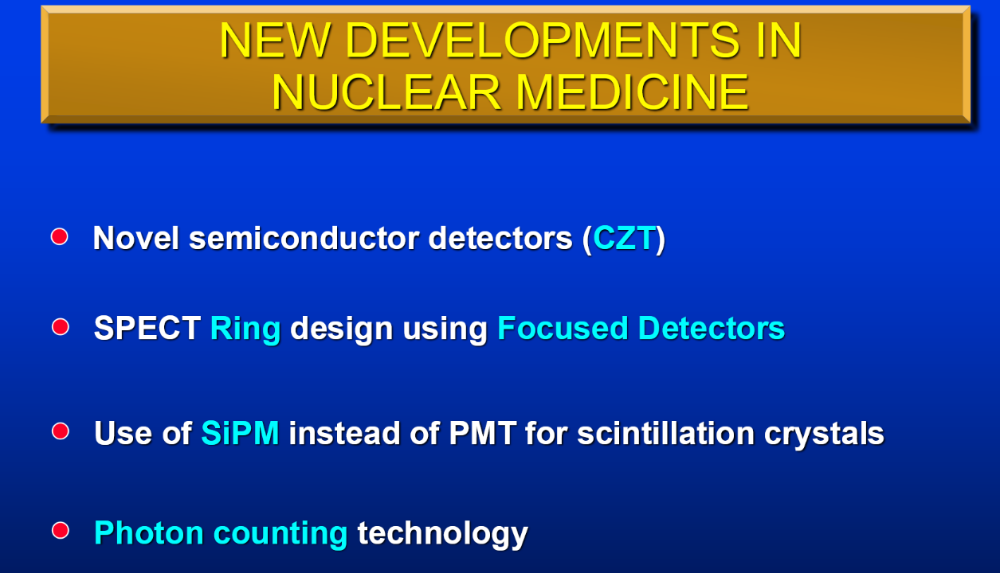 NEW DEVELOPMENTS IN
NUCLEAR MEDICINE
Novel semiconductor detectors (CZT)
SPECT Ring design using Focused Detectors
Use of SiPM instead of PMT for scintillation crystals
Photon counting technology